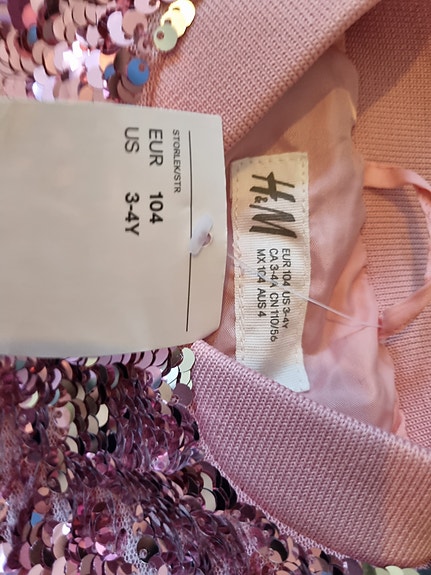 STORLEK/STR
EUR 104
US 3-4Y
H&M
EUR 104 US 3-4Y
CA 3-4A CN 110/56
MX 104 AUS 4